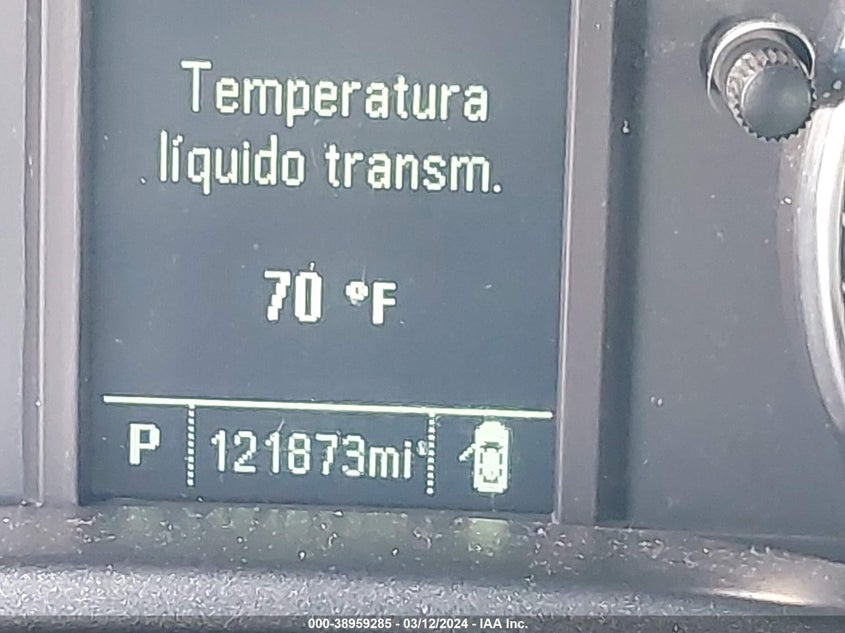 Temperatura
líquido transm.
70 °F
P 121873mi
000-38959285 - 03/12/2024 - IAA Inc.